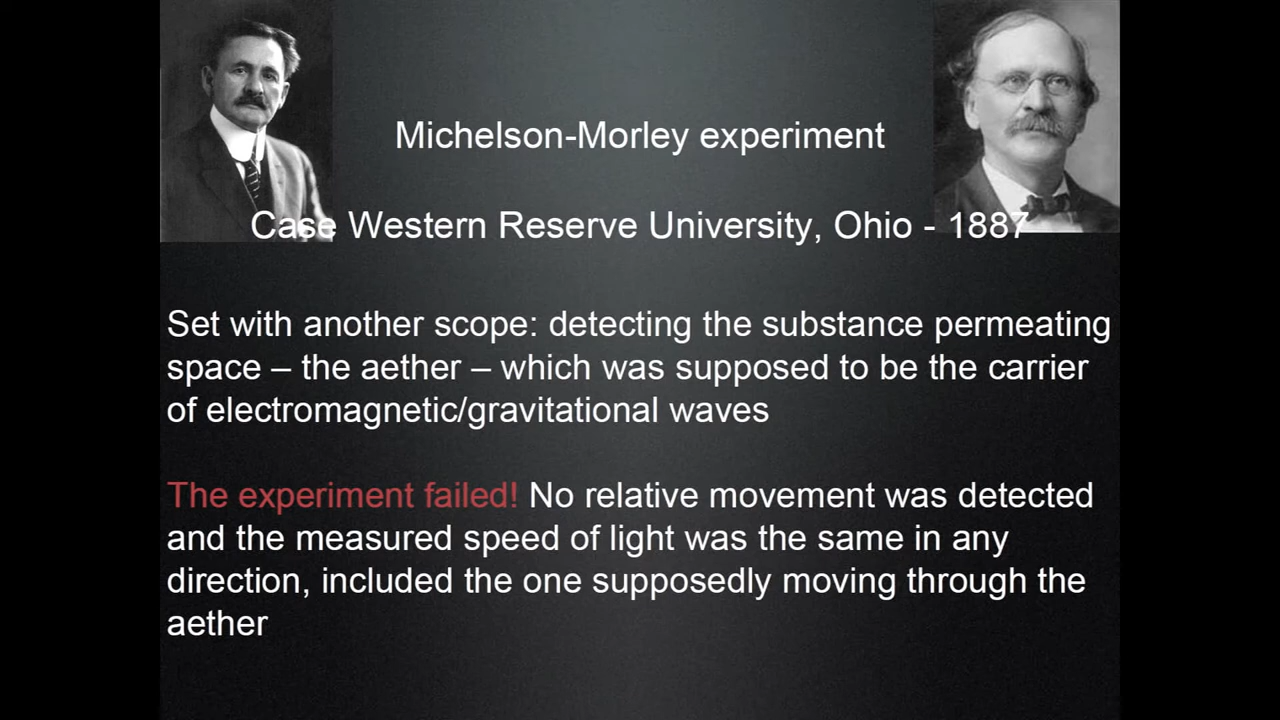 Michelson-Morley experiment
Case Western Reserve University, Ohio - 1887
Set with another scope: detecting the substance permeating
space – the aether – which was supposed to be the carrier
of electromagnetic/gravitational waves
The experiment failed! No relative movement was detected
and the measured speed of light was the same in any
direction, included the one supposedly moving through the
aether